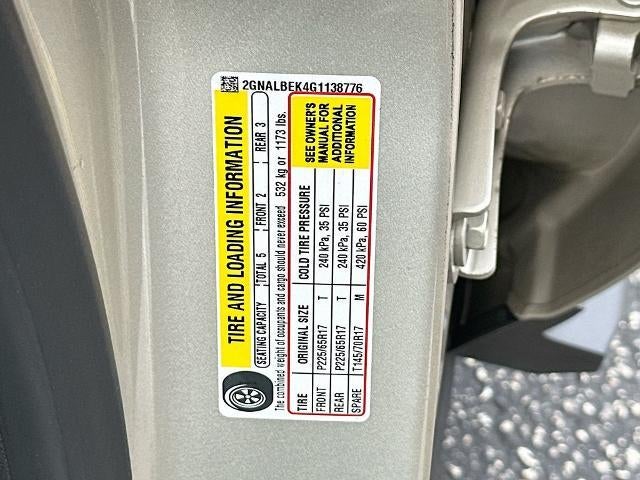 2GNALBEK4G1138776
TIRE AND LOADING INFORMATION
SEATING CAPACITY TOTAL 5 FRONT 2 REAR 3
The combined weight of occupants and cargo should never exceed 532 kg or 1173 lbs.
TIRE ORIGINAL SIZE COLD TIRE PRESSURE
FRONT P225/65R17 T 240 kPa, 35 PSI
REAR P225/65R17 T 240 kPa, 35 PSI
SPARE T145/70R17 M 420 kPa, 60 PSI
SEE OWNER'S
MANUAL FOR
ADDITIONAL
INFORMATION